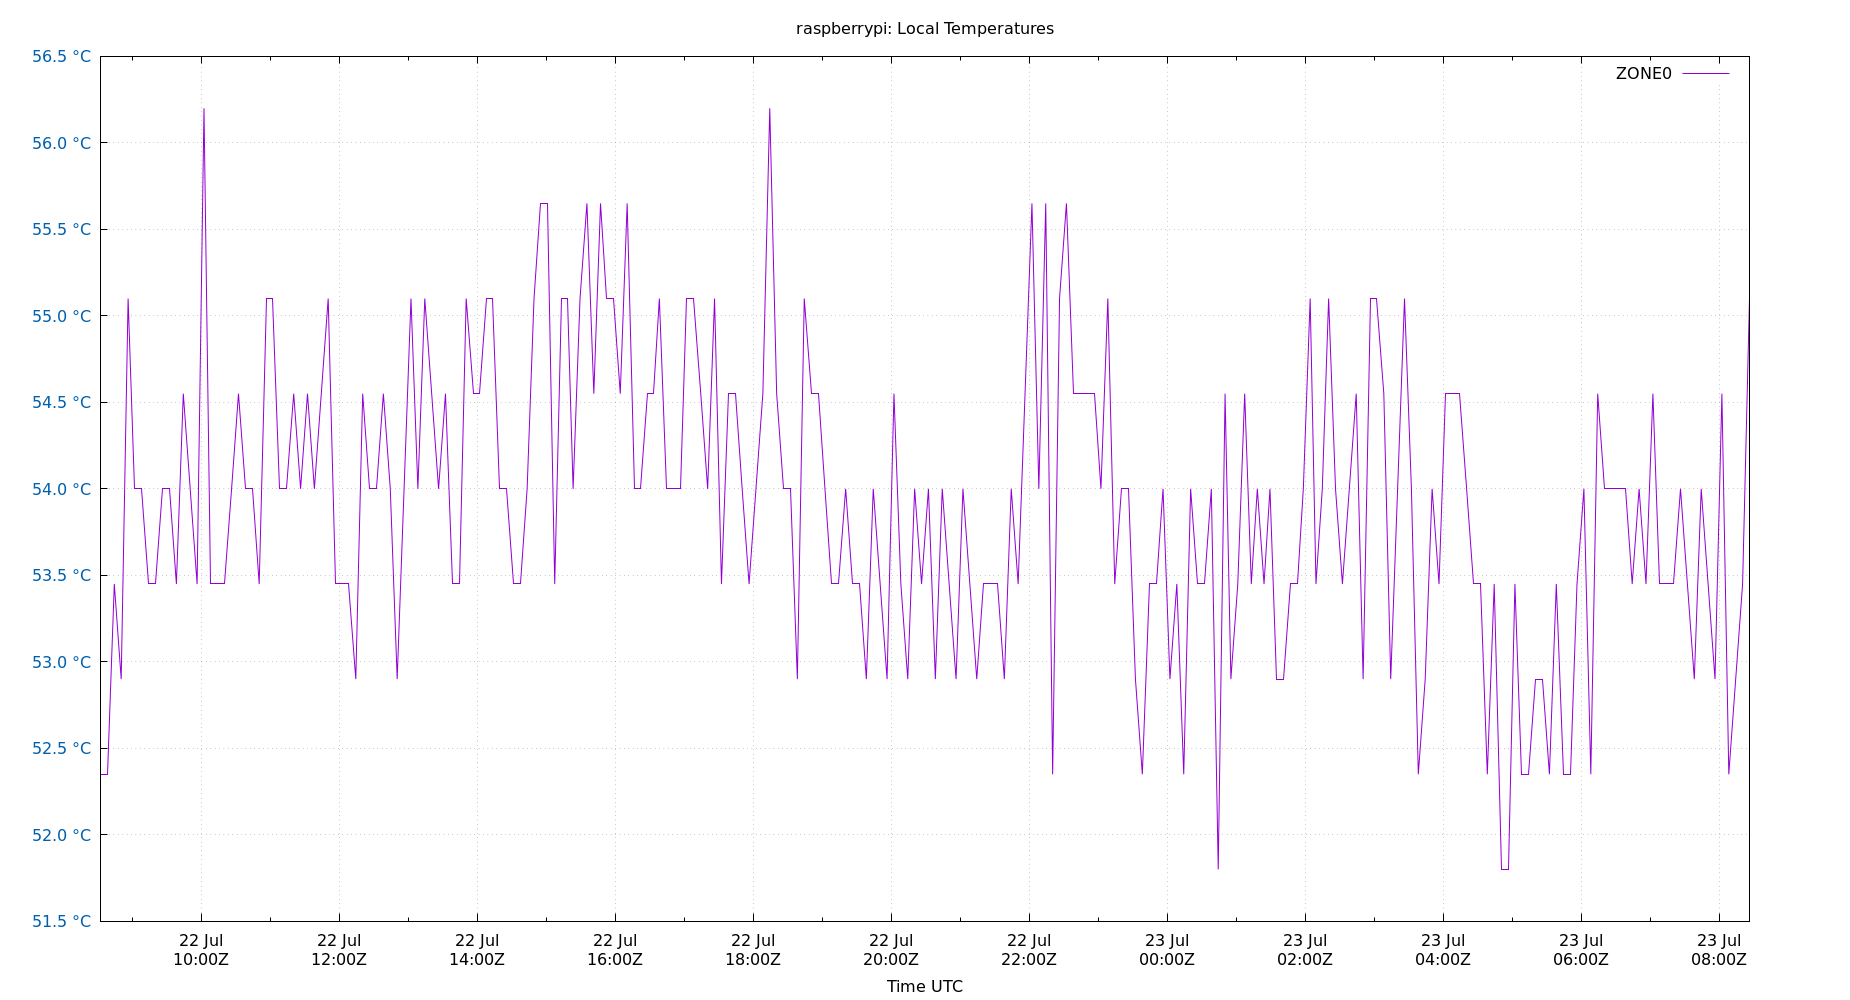 raspberrypi: Local Temperatures
ZONE0
56.5 °C
56.0 °C
55.5 °C
55.0 °C
54.5 °C
54.0 °C
53.5 °C
53.0 °C
52.5 °C
52.0 °C
51.5 °C
22 Jul 22 Jul 22 Jul 22 Jul 22 Jul 22 Jul 22 Jul 23 Jul 23 Jul 23 Jul 23 Jul 23 Jul
10:00Z 12:00Z 14:00Z 16:00Z 18:00Z 20:00Z 22:00Z 00:00Z 02:00Z 04:00Z 06:00Z 08:00Z
Time UTC